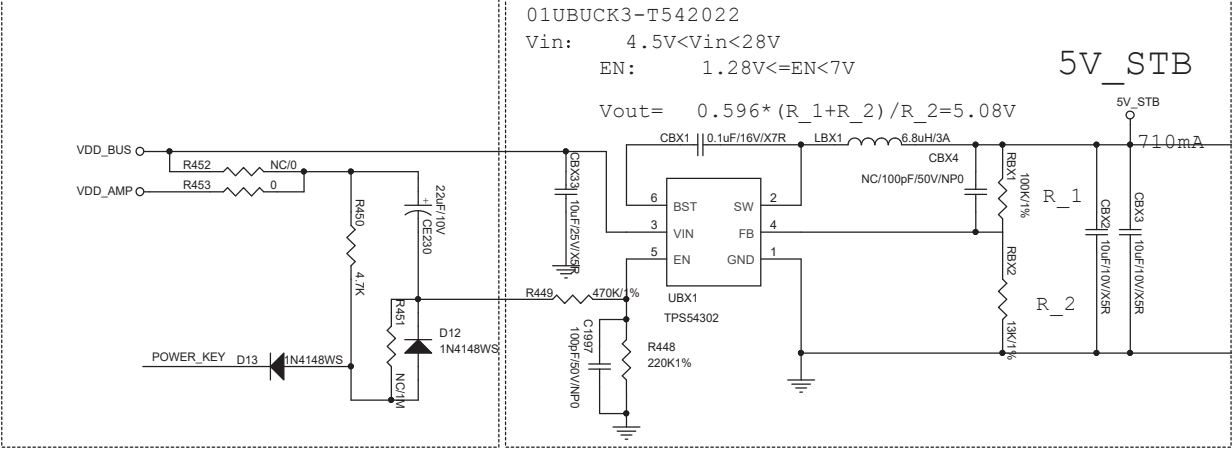 01UBUCK3-T542022
Vin: 4.5V<Vin<28V
EN: 1.28V<=EN<7V
Vout= 0.596*(R_1+R_2)/R_2=5.08V
5V_STB
5V_STB
710mA
VDD_BUS
R452 NC/0
VDD_AMP
R453 0
R450
4.7K
22uF/10V
+
CE230
R451
NC/1M
D12
1N4148WS
POWER_KEY
D13
1N4148WS
CBX33
10uF/25V/X5R
R449
470K/1%
C1997
100pF/50V/NP0
R448
220K1%
CBX1
0.1uF/16V/X7R
LBX1
6.8uH/3A
6 BST SW 2
3 VIN FB 4
5 EN GND 1
UBX1
TPS54302
CBX4
NC/100pF/50V/NP0
RBX1
100K/1%
R_1
RBX2
13K/1%
R_2
CBX2
10uF/10V/X5R
CBX3
10uF/10V/X5R